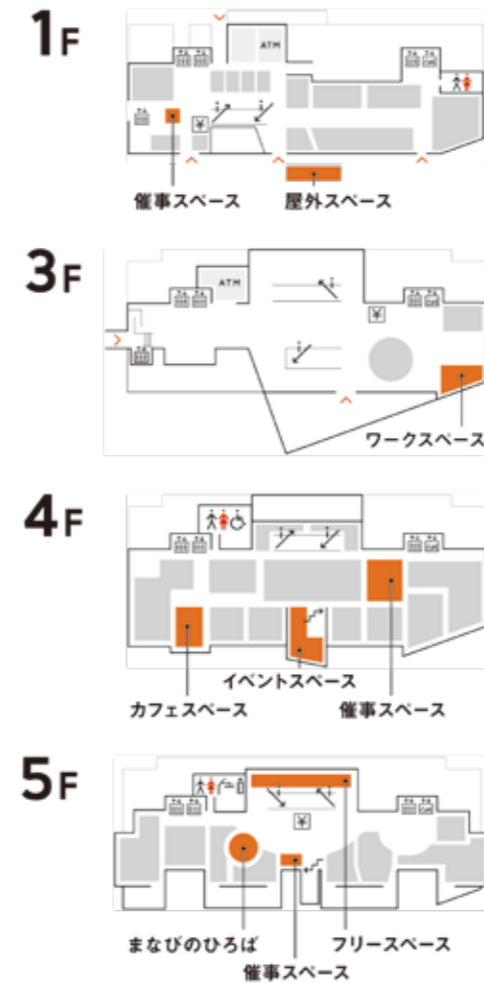 1F
ATM
¥
催事スペース
屋外スペース
3F
ATM
¥
ワークスペース
4F
イベントスペース
カフェスペース
催事スペース
5F
¥
まなびのひろば
フリースペース
催事スペース